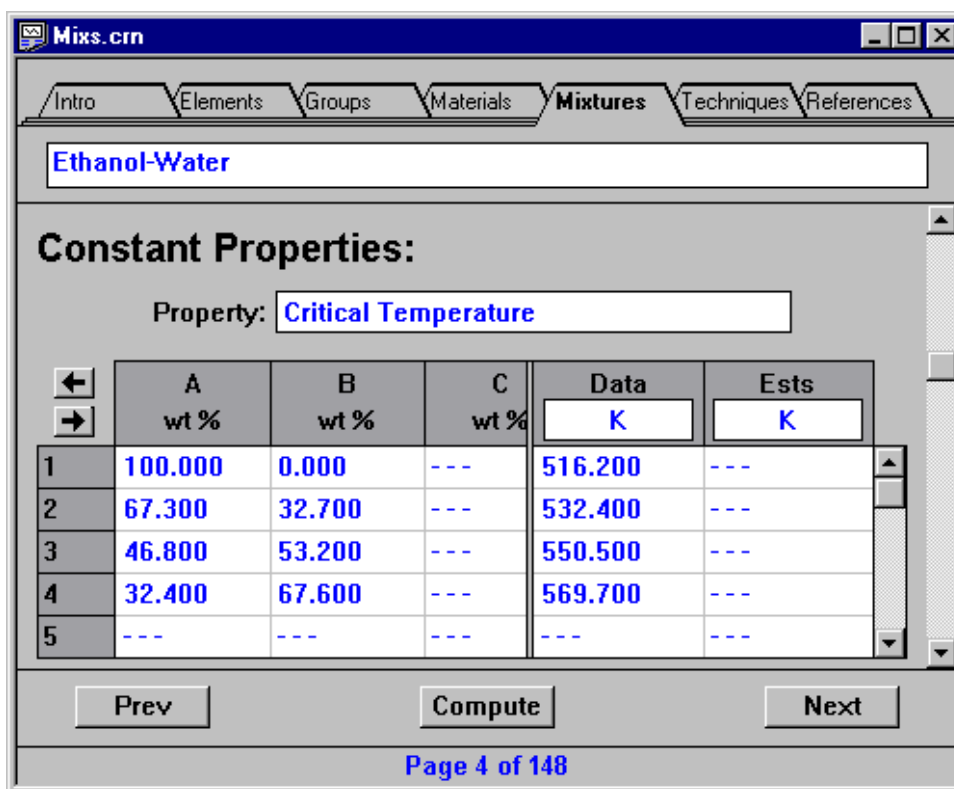 Mixs.crn
Intro Elements Groups Materials Mixtures Techniques References
Ethanol-Water
Constant Properties:
Property: Critical Temperature
A B C Data Ests
wt % wt % wt % K K
1 100.000 0.000 --- 516.200 ---
2 67.300 32.700 --- 532.400 ---
3 46.800 53.200 --- 550.500 ---
4 32.400 67.600 --- 569.700 ---
5 --- --- --- --- ---
Prev Compute Next
Page 4 of 148